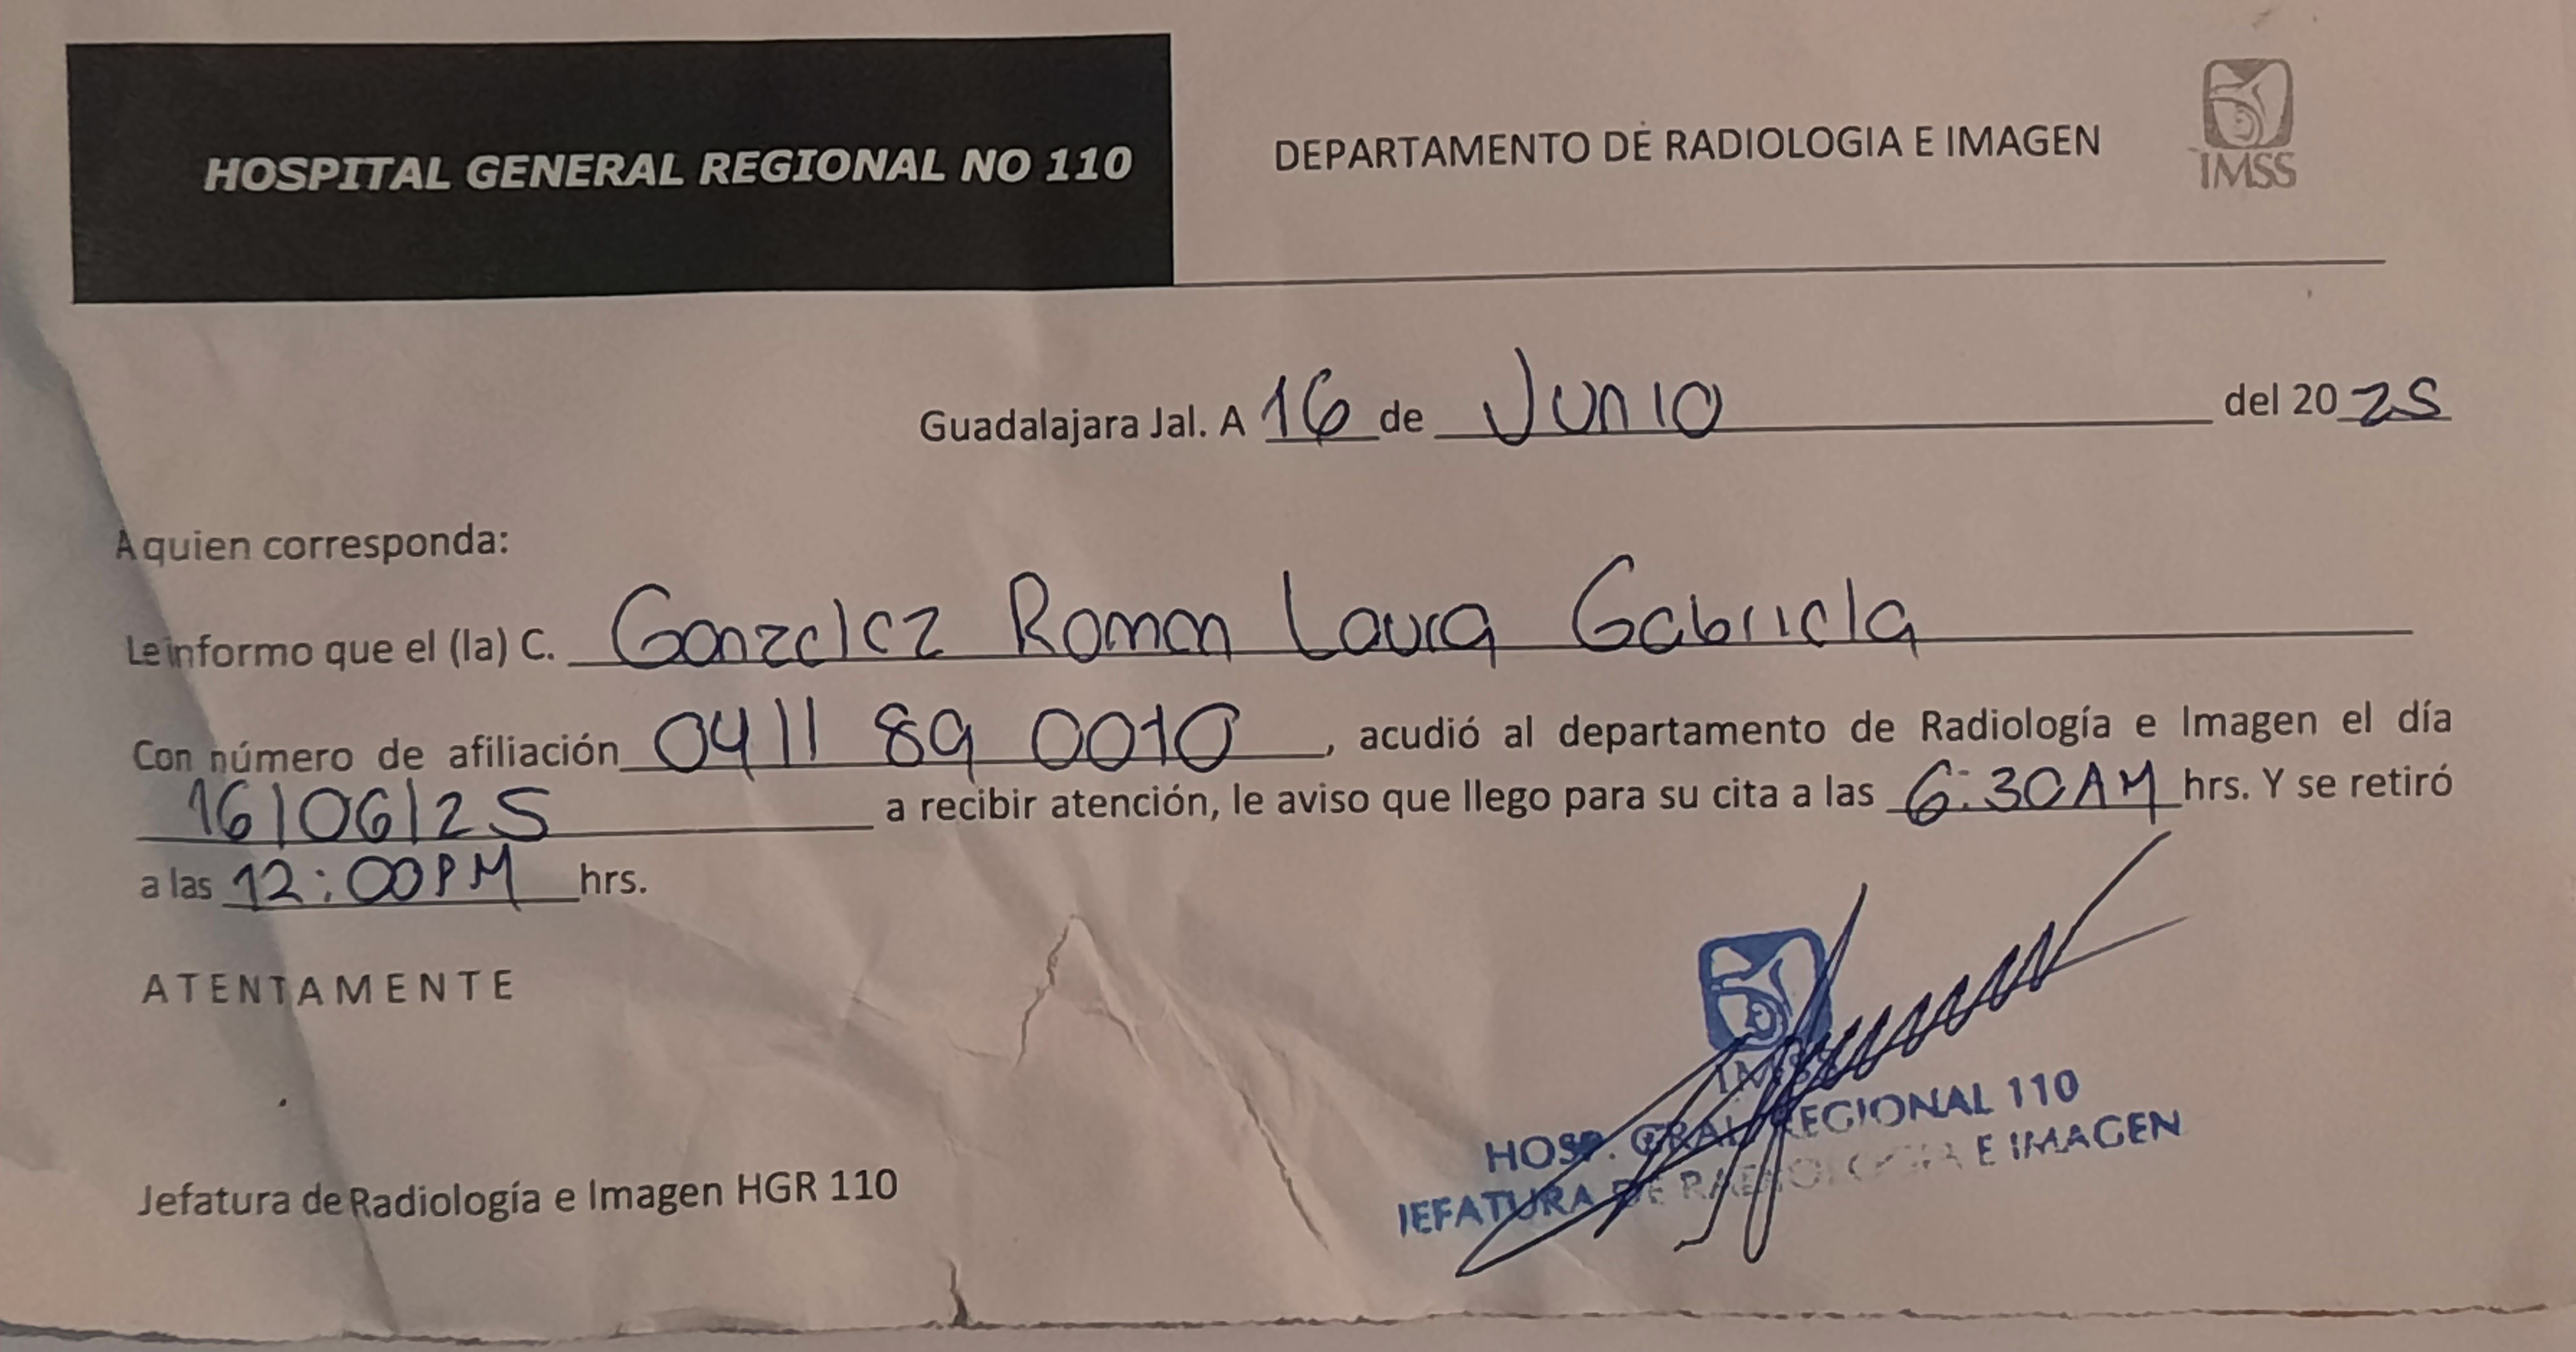 HOSPITAL GENERAL REGIONAL NO 110
DEPARTAMENTO DE RADIOLOGIA E IMAGEN
IMSS
Guadalajara Jal. A 16 de Junio del 2025
A quien corresponda:
Le informo que el (la) C. Gonzalez Roman Laura Gabriela
Con número de afiliación 0411 89 0010, acudió al departamento de Radiología e Imagen el día
16/06/25 a recibir atención, le aviso que llego para su cita a las 6:30AM hrs. Y se retiró
a las 12:00PM hrs.
ATENTAMENTE
IMSS
HOSP. GRAL. REGIONAL 110
JEFATURA DE RADIOLOGIA E IMAGEN
Jefatura de Radiología e Imagen HGR 110